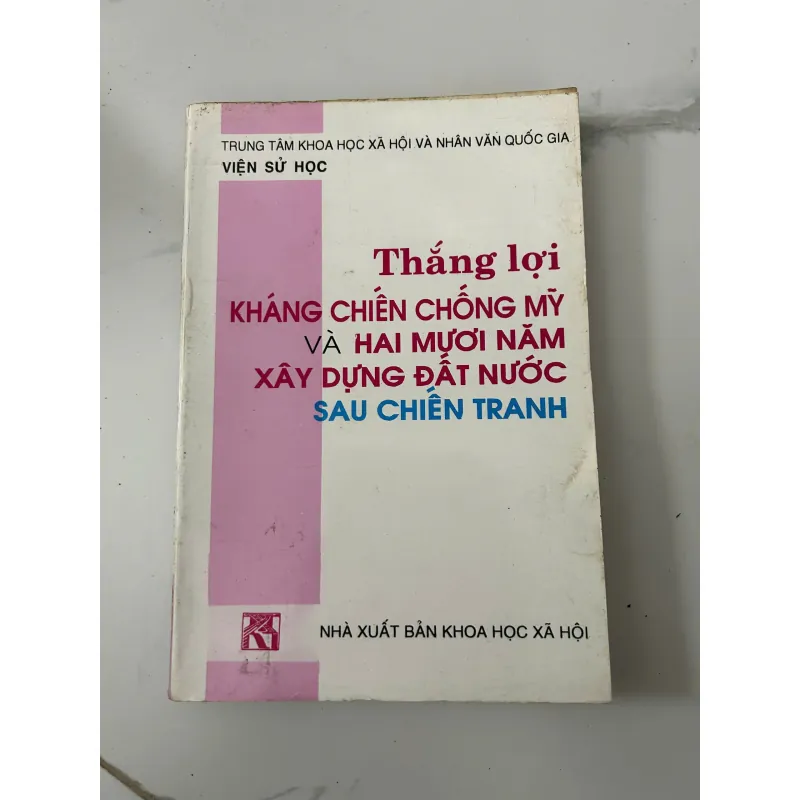 TRUNG TÂM KHOA HỌC XÃ HỘI VÀ NHÂN VĂN QUỐC GIA
VIỆN SỬ HỌC
Thắng lợi
KHÁNG CHIẾN CHỐNG MỸ
VÀ HAI MƯƠI NĂM
XÂY DỰNG ĐẤT NƯỚC
SAU CHIẾN TRANH
NHÀ XUẤT BẢN KHOA HỌC XÃ HỘI